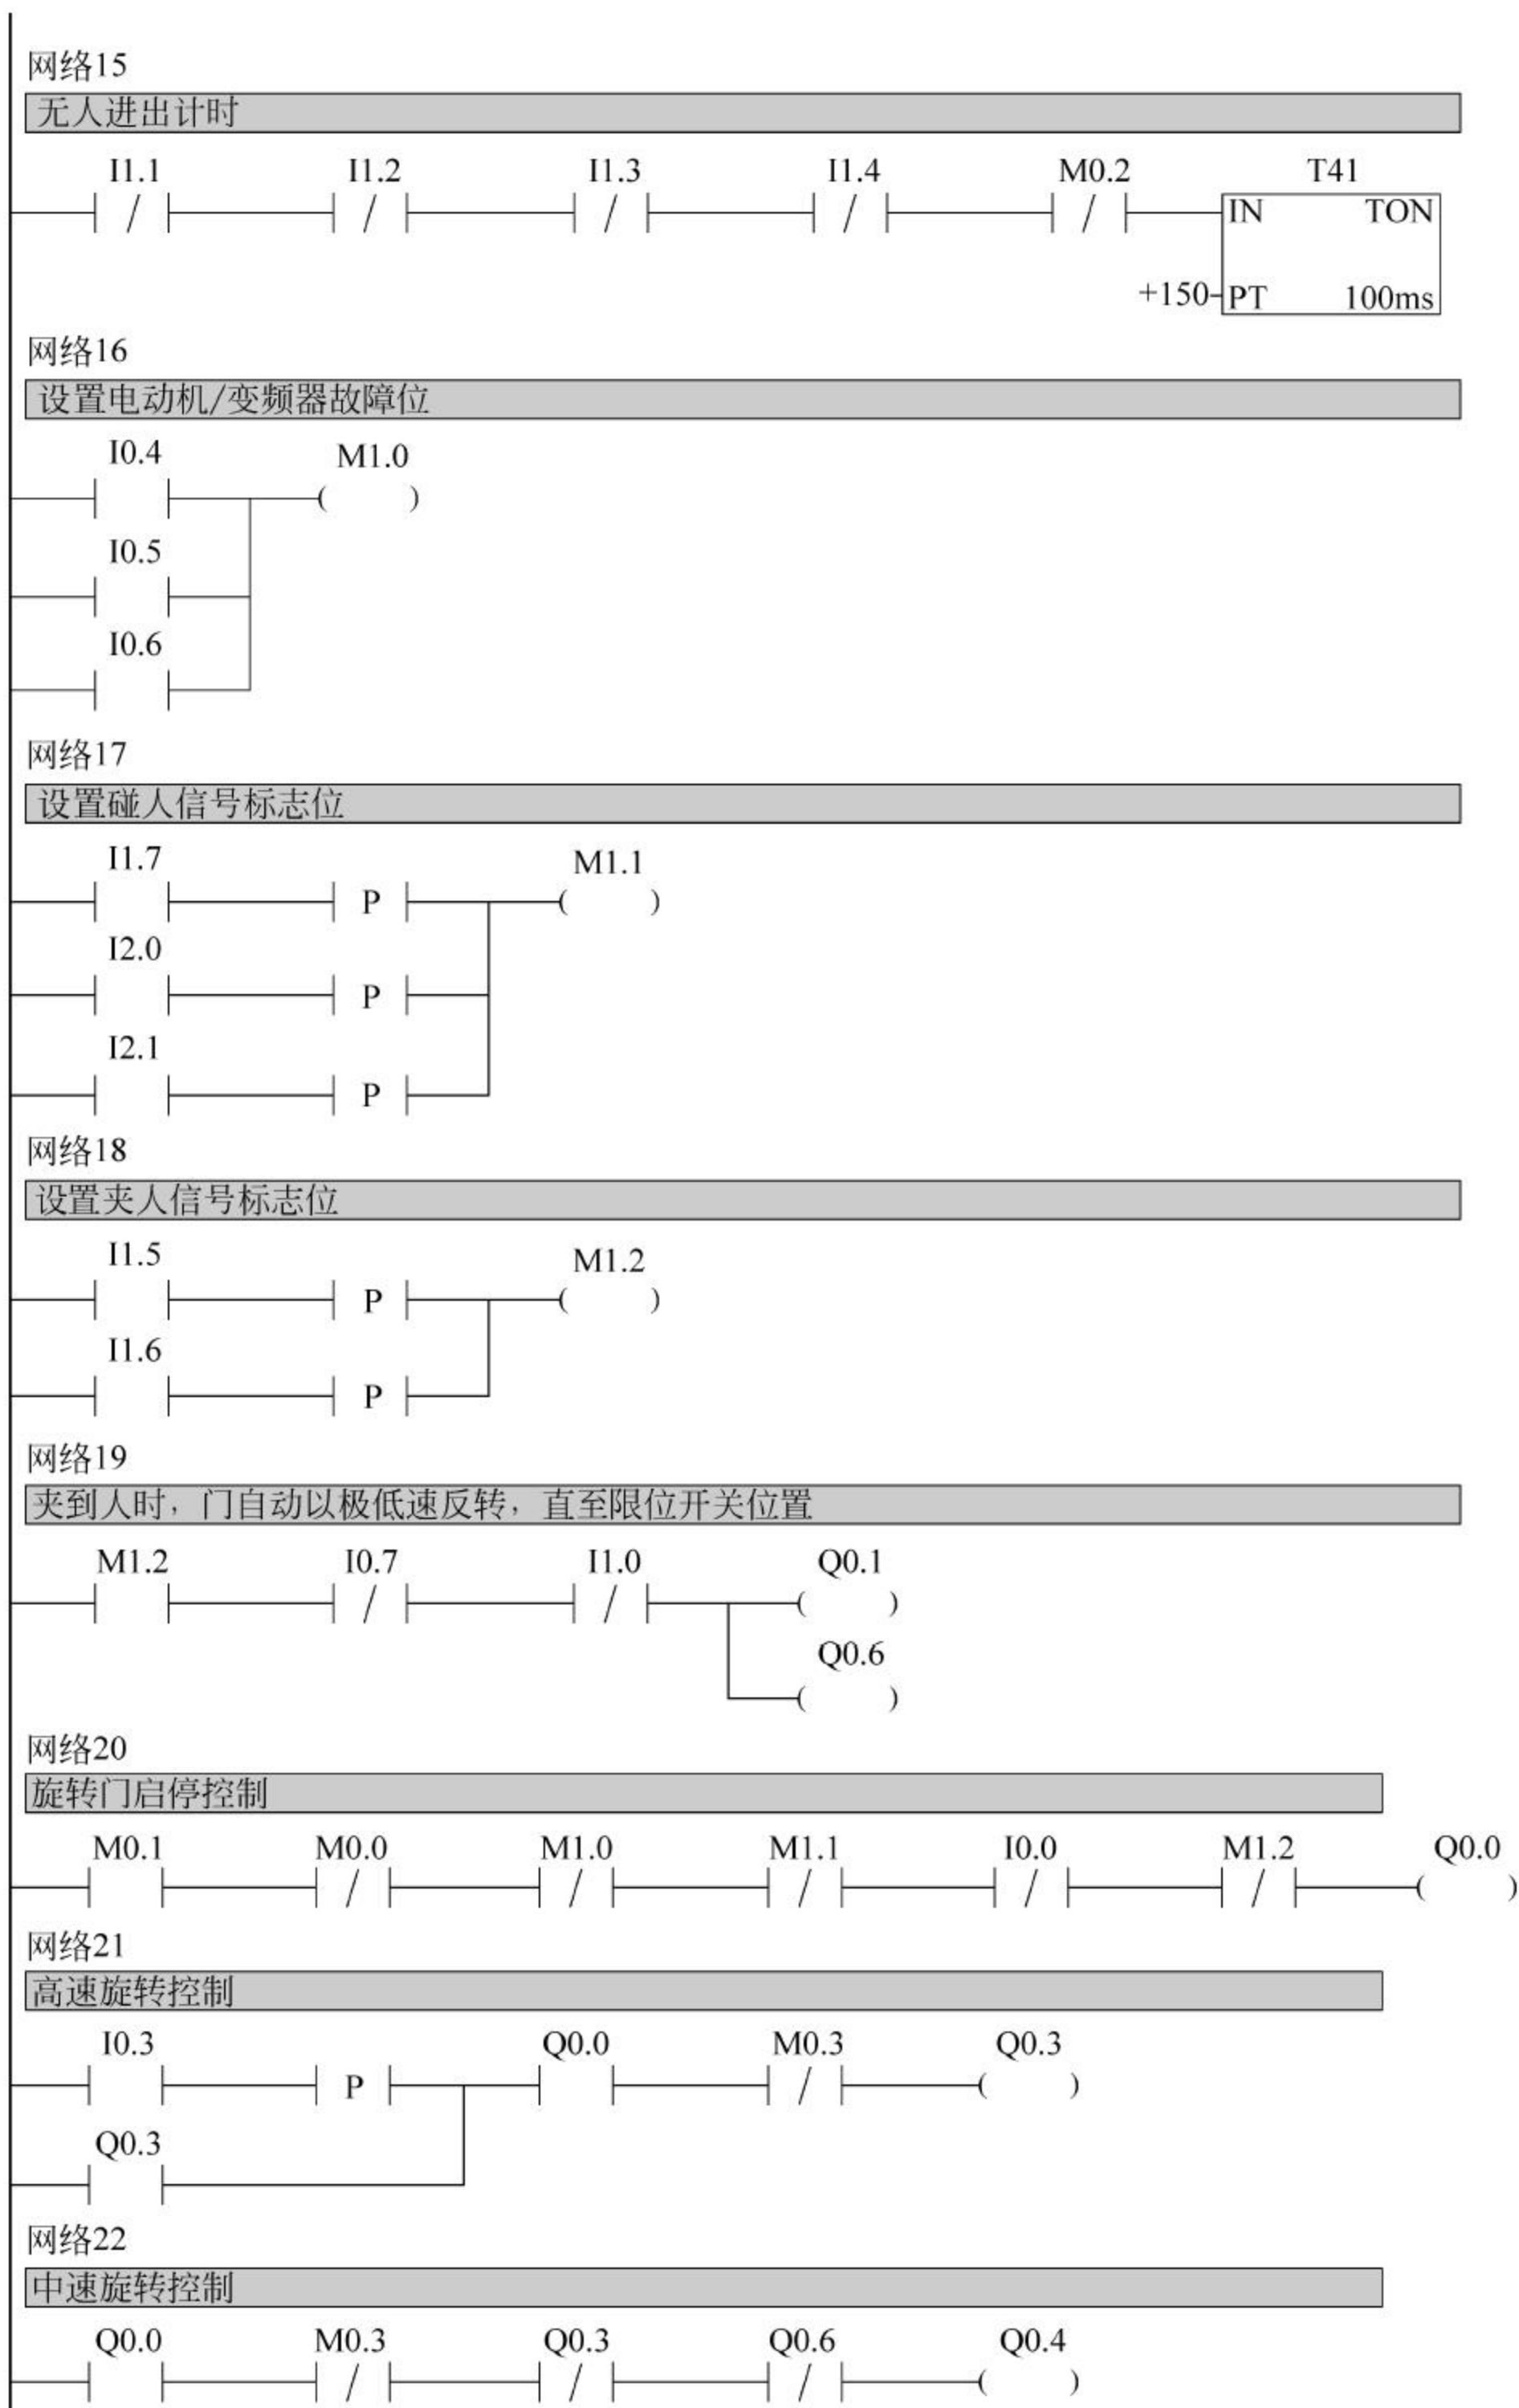 网络15
无人进出计时
I1.1 I1.2 I1.3 I1.4 M0.2 T41
/ / / / / IN TON
+150 PT 100ms
网络16
设置电动机/变频器故障位
I0.4 M1.0
I0.5
I0.6
网络17
设置碰人信号标志位
I1.7 M1.1
P
I2.0
P
I2.1
P
网络18
设置夹人信号标志位
I1.5 M1.2
P
I1.6
P
网络19
夹到人时，门自动以极低速反转，直至限位开关位置
M1.2 I0.7 I1.0 Q0.1
/ /
Q0.6
网络20
旋转门启停控制
M0.1 M0.0 M1.0 M1.1 I0.0 M1.2 Q0.0
/ / / / /
网络21
高速旋转控制
I0.3 Q0.0 M0.3 Q0.3
P /
Q0.3
网络22
中速旋转控制
Q0.0 M0.3 Q0.3 Q0.6 Q0.4
/ / /